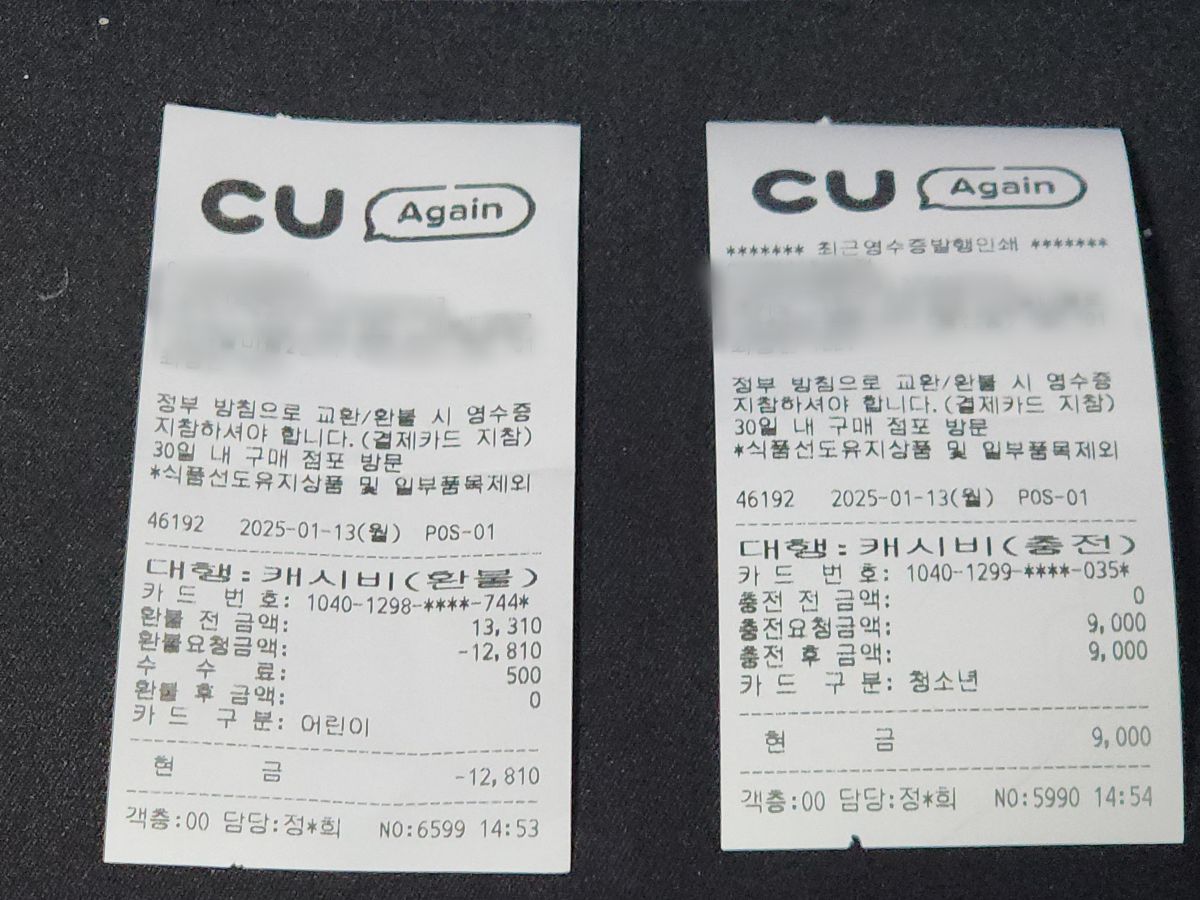 CU Again
정부 방침으로 교환/환불 시 영수증
지참하셔야 합니다.(결제카드 지참)
30일 내 구매 점포 방문
*식품선도유지상품 및 일부품목제외
46192 2025-01-13(월) POS-01
대행:캐시비(환불)
카드 번호: 1040-1298-****-744*
환불 전 금액: 13,310
환불요청금액: -12,810
수 수 료: 500
환불 후 금액: 0
카드 구분: 어린이
현 금 -12,810
객층:00 담당:정*희 NO:6599 14:53
CU Again
******* 최근영수증발행인쇄 *******
정부 방침으로 교환/환불 시 영수증
지참하셔야 합니다.(결제카드 지참)
30일 내 구매 점포 방문
*식품선도유지상품 및 일부품목제외
46192 2025-01-13(월) POS-01
대행:캐시비(충전)
카드 번호: 1040-1299-****-035*
충전 전 금액: 0
충전요청금액: 9,000
충전 후 금액: 9,000
카드 구분: 청소년
현 금 9,000
객층:00 담당:정*희 NO:5990 14:54